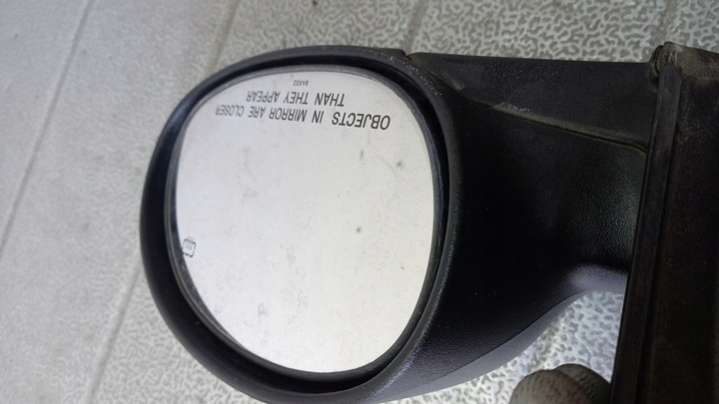 OBJECTS IN MIRROR ARE CLOSER
THAN THEY APPEAR